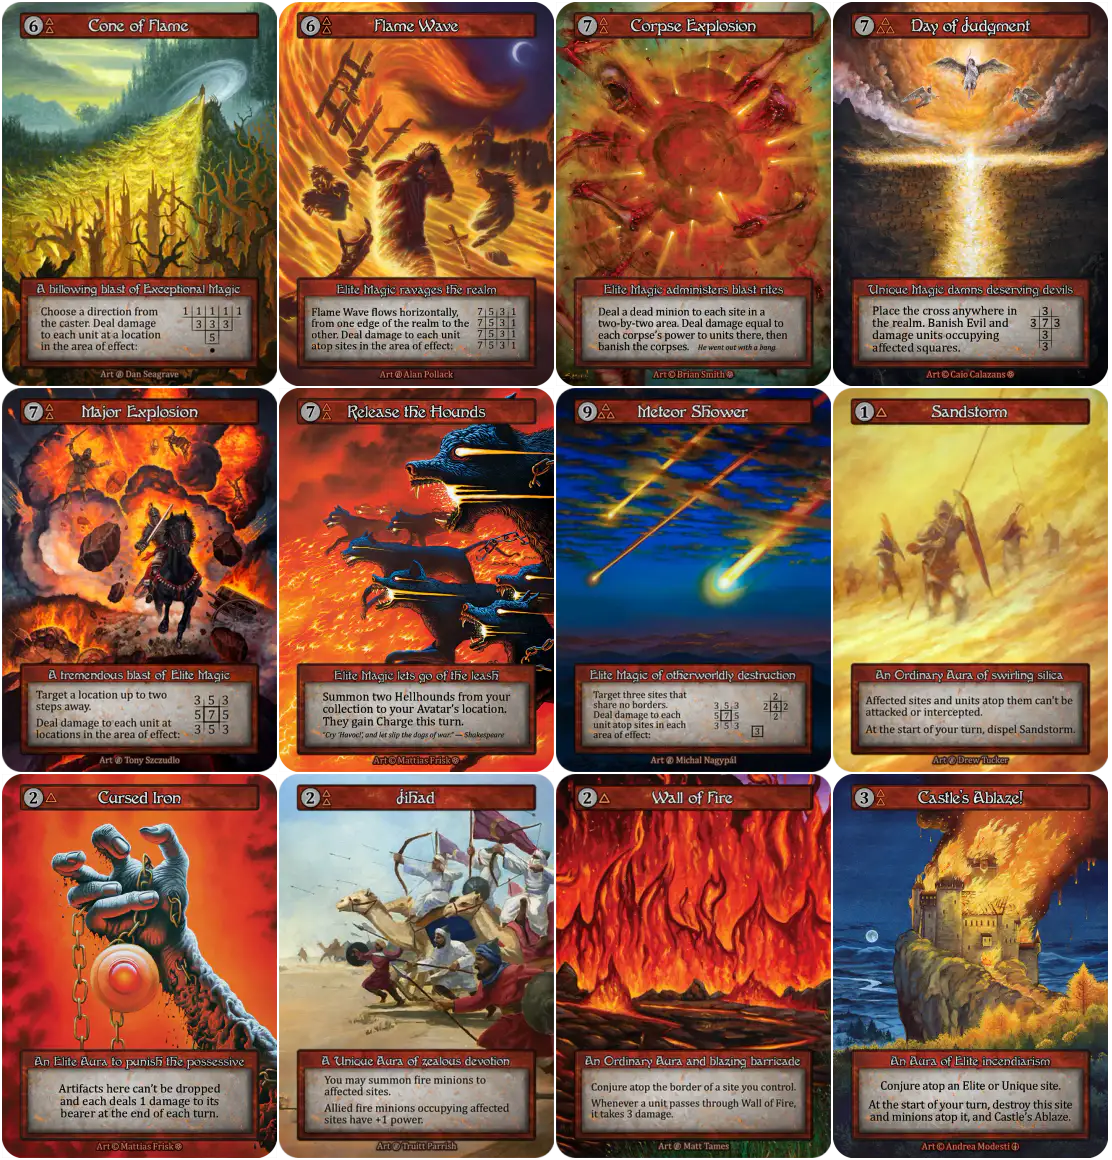 6 Cone of Flame
A billowing blast of Exceptional Magic
Choose a direction from
the caster. Deal damage
to each unit at a location
in the area of effect:
1 1 1 1 1
3 3 3
5
Art Dan Seagrave
6 Flame Wave
Elite Magic ravages the realm
Flame Wave flows horizontally,
from one edge of the realm to the
other. Deal damage to each unit
atop sites in the area of effect:
7 5 3 1
7 5 3 1
7 5 3 1
7 5 3 1
Art Alan Pollack
7 Corpse Explosion
Elite Magic administers blast rites
Deal a dead minion to each site in a
two-by-two area. Deal damage equal to
each corpse's power to units there, then
banish the corpses. He went out with a bang.
Art © Brian Smith
7 Day of Judgment
Unique Magic damns deserving devils
Place the cross anywhere in
the realm. Banish Evil and
damage units occupying
affected squares.
3
3 7 3
3
3
Art © Caio Calazans
7 Major Explosion
A tremendous blast of Elite Magic
Target a location up to two
steps away.
Deal damage to each unit at
locations in the area of effect:
3 5 3
5 7 5
3 5 3
Art Tony Szczudlo
7 Release the Hounds
Elite Magic lets go of the leash
Summon two Hellhounds from your
collection to your Avatar's location.
They gain Charge this turn.
"Cry 'Havoc!', and let slip the dogs of war." — Shakespeare
Art © Mattias Frisk
9 Meteor Shower
Elite Magic of otherworldly destruction
Target three sites that
share no borders.
Deal damage to each
unit atop sites in each
area of effect:
3 5 3
5 7 5
3 5 3
2
2 4 2
2
3
Art Michal Nagypál
1 Sandstorm
An Ordinary Aura of swirling silica
Affected sites and units atop them can't be
attacked or intercepted.
At the start of your turn, dispel Sandstorm.
Art Drew Tucker
2 Cursed Iron
An Elite Aura to punish the possessive
Artifacts here can't be dropped
and each deals 1 damage to its
bearer at the end of each turn.
Art © Mattias Frisk
2 Jihad
A Unique Aura of zealous devotion
You may summon fire minions to
affected sites.
Allied fire minions occupying affected
sites have +1 power.
Art Truitt Parrish
2 Wall of Fire
An Ordinary Aura and blazing barricade
Conjure atop the border of a site you control.
Whenever a unit passes through Wall of Fire,
it takes 3 damage.
Art Matt Tames
3 Castle's Ablaze!
An Aura of Elite incendiarism
Conjure atop an Elite or Unique site.
At the start of your turn, destroy this site
and minions atop it, and Castle's Ablaze.
Art © Andrea Modesti